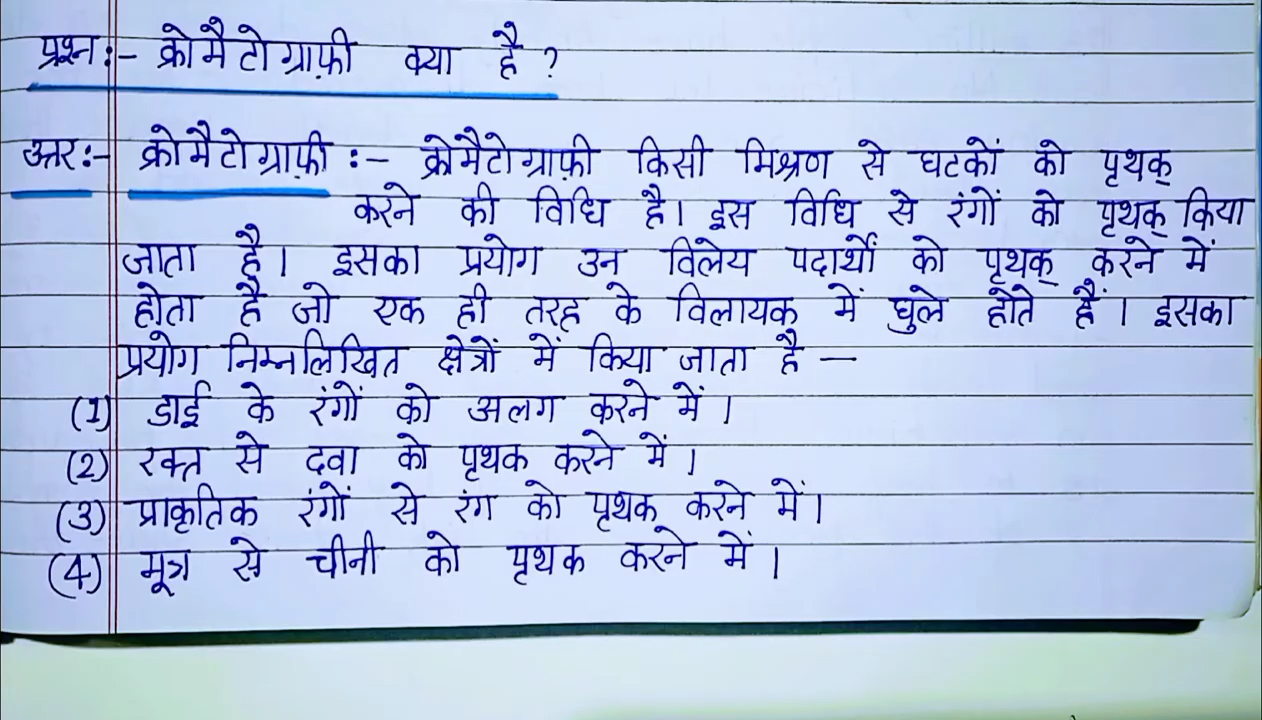 प्रश्न:- क्रोमैटोग्राफ़ी क्या है ?
उत्तर:- क्रोमैटोग्राफ़ी :- क्रोमैटोग्राफ़ी किसी मिश्रण से घटकों को पृथक्
करने की विधि है। इस विधि से रंगों को पृथक् किया
जाता है। इसका प्रयोग उन विलेय पदार्थों को पृथक् करने में
होता है जो एक ही तरह के विलायक में घुले होते हैं। इसका
प्रयोग निम्नलिखित क्षेत्रों में किया जाता है —
(1) डाई के रंगों को अलग करने में।
(2) रक्त से दवा को पृथक करने में।
(3) प्राकृतिक रंगों से रंग को पृथक करने में।
(4) मूत्र से चीनी को पृथक करने में।